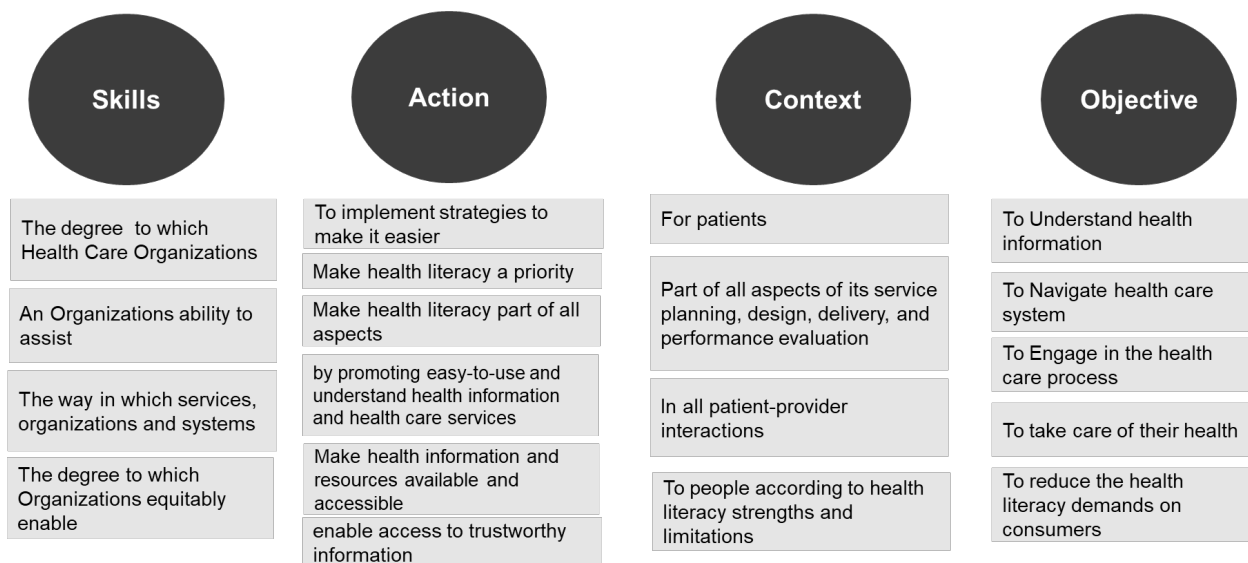 Skills
The degree to which
Health Care Organizations
An Organizations ability to
assist
The way in which services,
organizations and systems
The degree to which
Organizations equitably
enable
Action
To implement strategies to
make it easier
Make health literacy a priority
Make health literacy part of all
aspects
by promoting easy-to-use and
understand health information
and health care services
Make health information and
resources available and
accessible
enable access to trustworthy
information
Context
For patients
Part of all aspects of its service
planning, design, delivery, and
performance evaluation
In all patient-provider
interactions
To people according to health
literacy strengths and
limitations
Objective
To Understand health
information
To Navigate health care
system
To Engage in the health
care process
To take care of their health
To reduce the health
literacy demands on
consumers